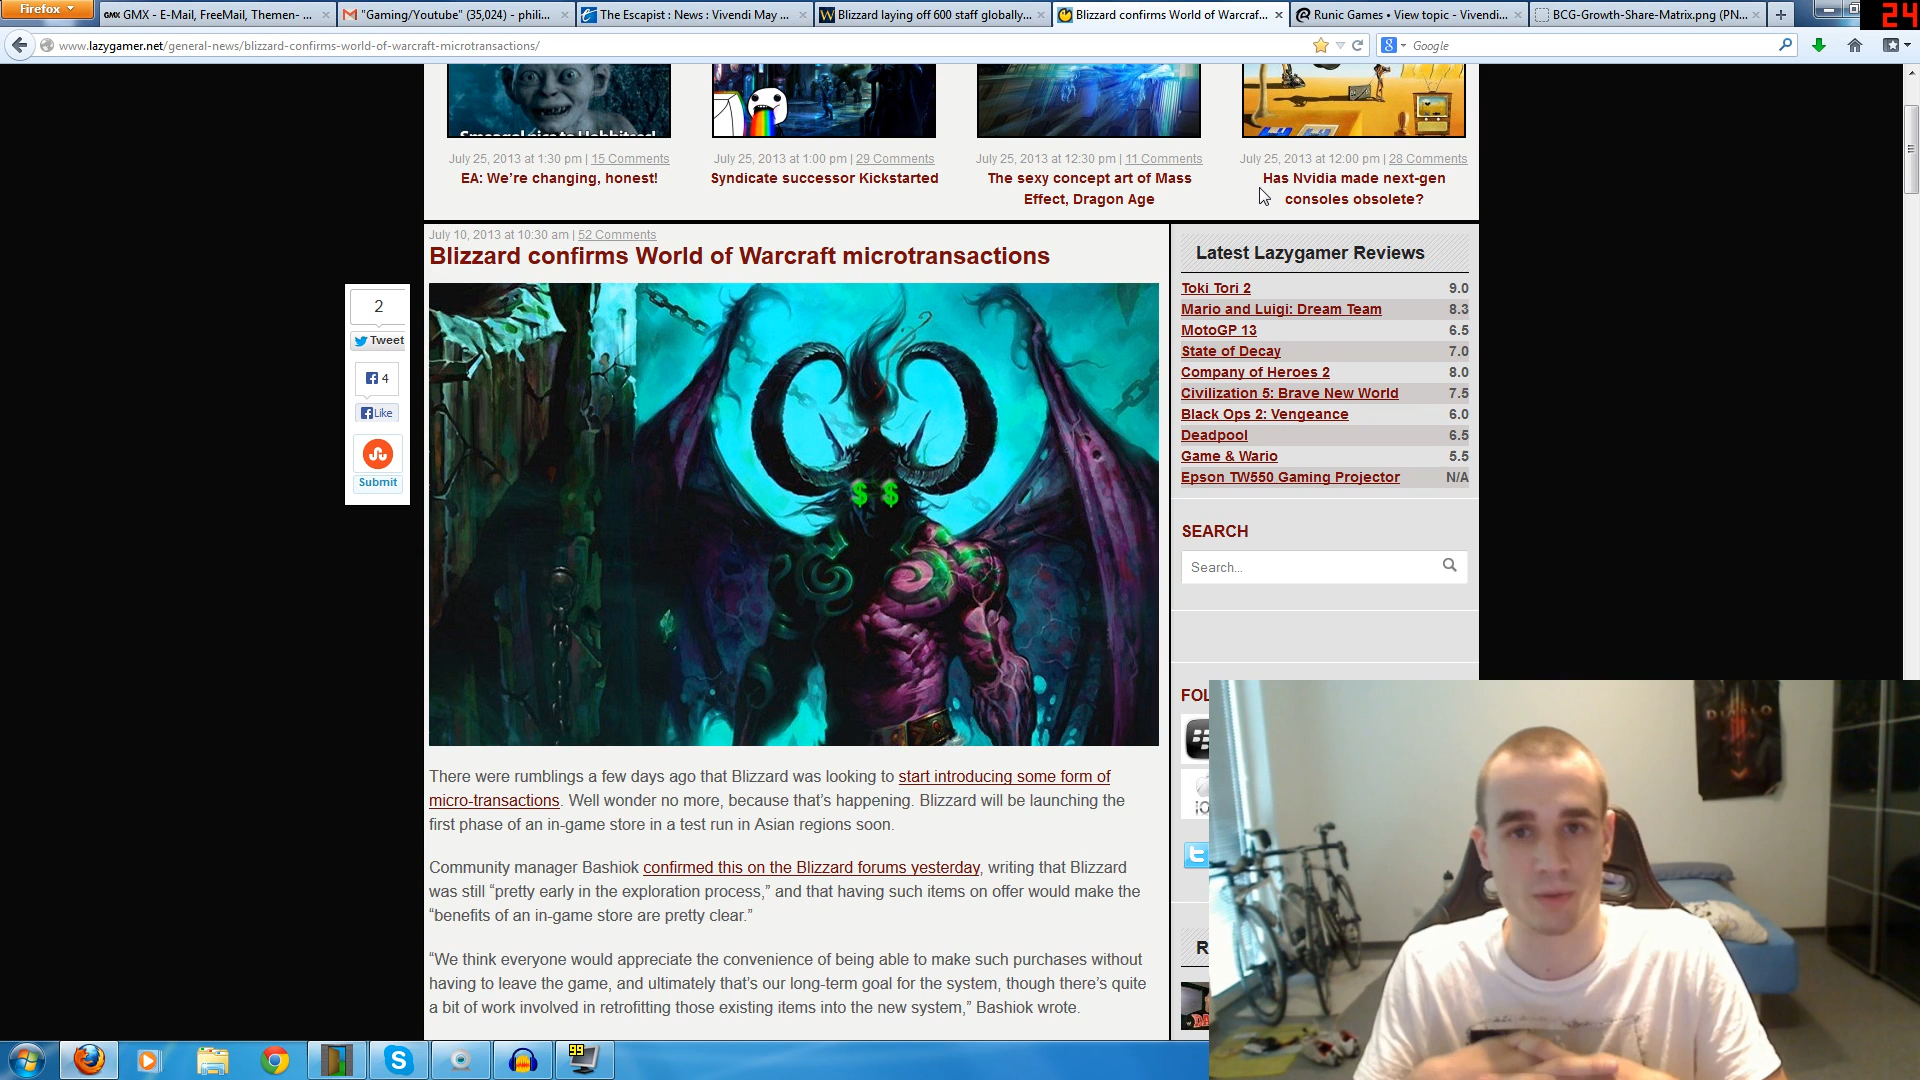 Firefox
GMX - E-Mail, FreeMail, Themen- ...
"Gaming/Youtube" (35,024) - phili...
The Escapist : News : Vivendi May ...
Blizzard laying off 600 staff globally...
Blizzard confirms World of Warcraf...
Runic Games • View topic - Vivendi...
BCG-Growth-Share-Matrix.png (PN...
24
www.lazygamer.net/general-news/blizzard-confirms-world-of-warcraft-microtransactions/
Google
July 25, 2013 at 1:30 pm | 15 Comments
EA: We're changing, honest!
July 25, 2013 at 1:00 pm | 29 Comments
Syndicate successor Kickstarted
July 25, 2013 at 12:30 pm | 11 Comments
The sexy concept art of Mass
Effect, Dragon Age
July 25, 2013 at 12:00 pm | 28 Comments
Has Nvidia made next-gen
consoles obsolete?
July 10, 2013 at 10:30 am | 52 Comments
Blizzard confirms World of Warcraft microtransactions
2
Tweet
4
Like
Submit
$ $
There were rumblings a few days ago that Blizzard was looking to start introducing some form of
micro-transactions. Well wonder no more, because that's happening. Blizzard will be launching the
first phase of an in-game store in a test run in Asian regions soon.
Community manager Bashiok confirmed this on the Blizzard forums yesterday, writing that Blizzard
was still “pretty early in the exploration process,” and that having such items on offer would make the
“benefits of an in-game store are pretty clear.”
“We think everyone would appreciate the convenience of being able to make such purchases without
having to leave the game, and ultimately that's our long-term goal for the system, though there's quite
a bit of work involved in retrofitting those existing items into the new system,” Bashiok wrote.
Latest Lazygamer Reviews
Toki Tori 2 9.0
Mario and Luigi: Dream Team 8.3
MotoGP 13 6.5
State of Decay 7.0
Company of Heroes 2 8.0
Civilization 5: Brave New World 7.5
Black Ops 2: Vengeance 6.0
Deadpool 6.5
Game & Wario 5.5
Epson TW550 Gaming Projector N/A
SEARCH
Search...
FOL
DIABLO
R
99